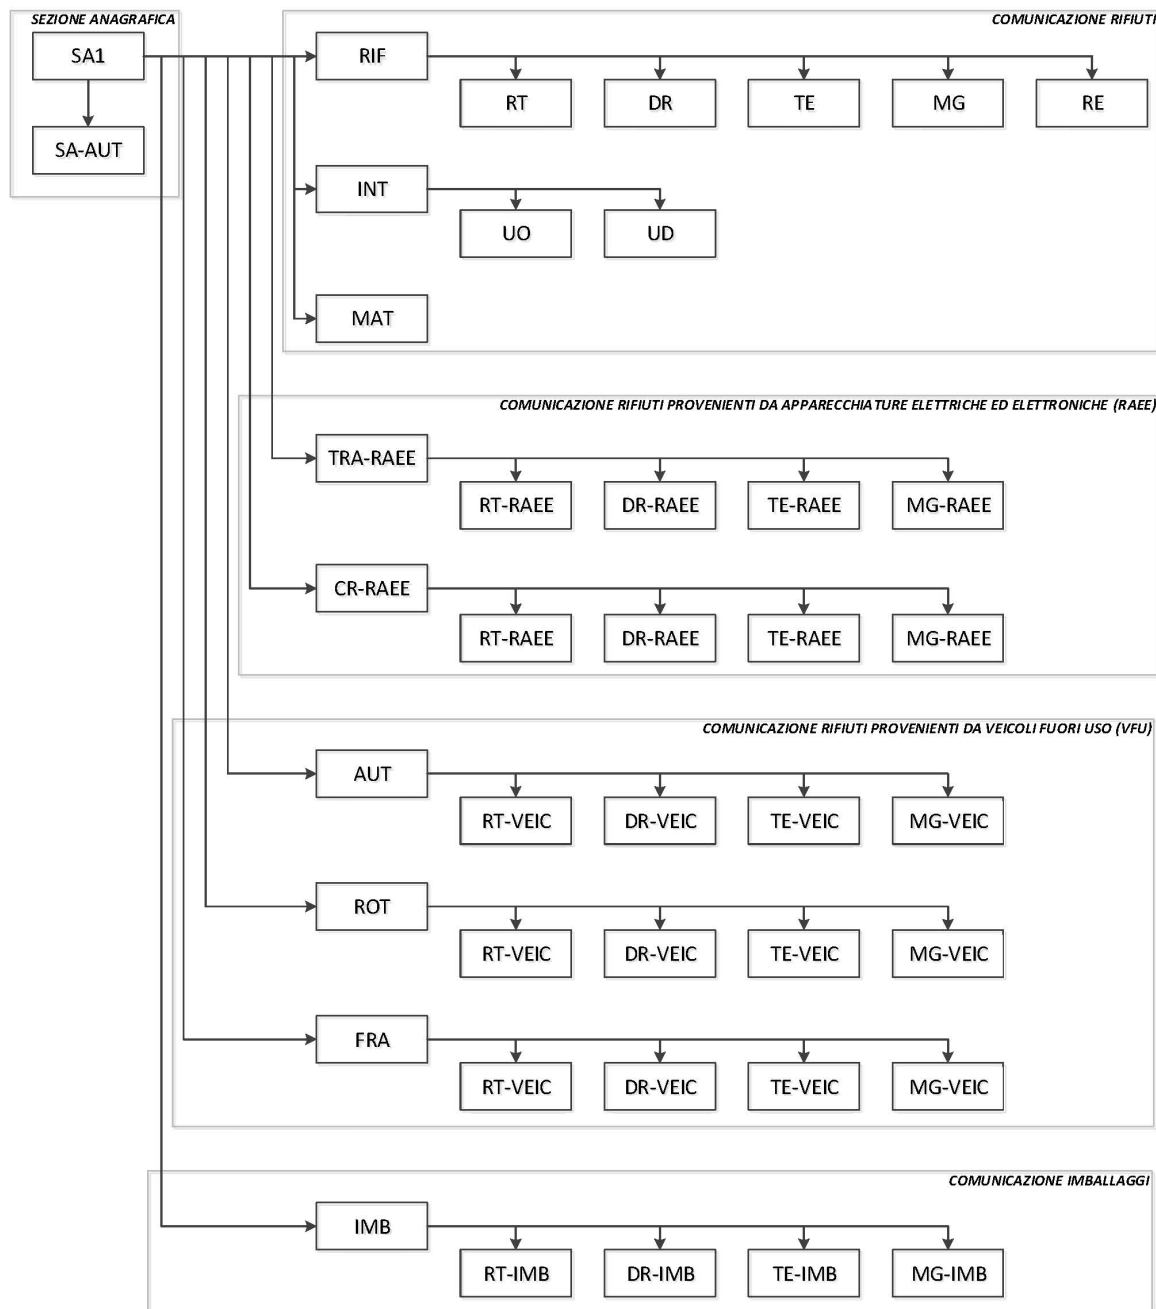 SEZIONE ANAGRAFICA
SA1
SA-AUT
COMUNICAZIONE RIFIUTI
RIF
RT
DR
TE
MG
RE
INT
UO
UD
MAT
COMUNICAZIONE RIFIUTI PROVENIENTI DA APPARECCHIATURE ELETTRICHE ED ELETTRONICHE (RAEE)
TRA-RAEE
RT-RAEE
DR-RAEE
TE-RAEE
MG-RAEE
CR-RAEE
RT-RAEE
DR-RAEE
TE-RAEE
MG-RAEE
COMUNICAZIONE RIFIUTI PROVENIENTI DA VEICOLI FUORI USO (VFU)
AUT
RT-VEIC
DR-VEIC
TE-VEIC
MG-VEIC
ROT
RT-VEIC
DR-VEIC
TE-VEIC
MG-VEIC
FRA
RT-VEIC
DR-VEIC
TE-VEIC
MG-VEIC
COMUNICAZIONE IMBALLAGGI
IMB
RT-IMB
DR-IMB
TE-IMB
MG-IMB